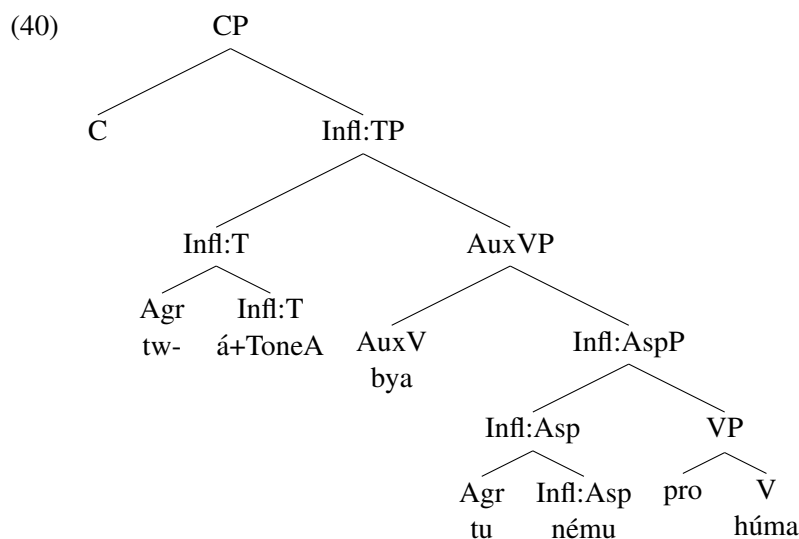 (40) CP
C Infl:TP
Infl:T AuxVP
Agr Infl:T AuxV Infl:AspP
tw- á+ToneA bya
Infl:Asp VP
Agr Infl:Asp pro V
tu nému húma